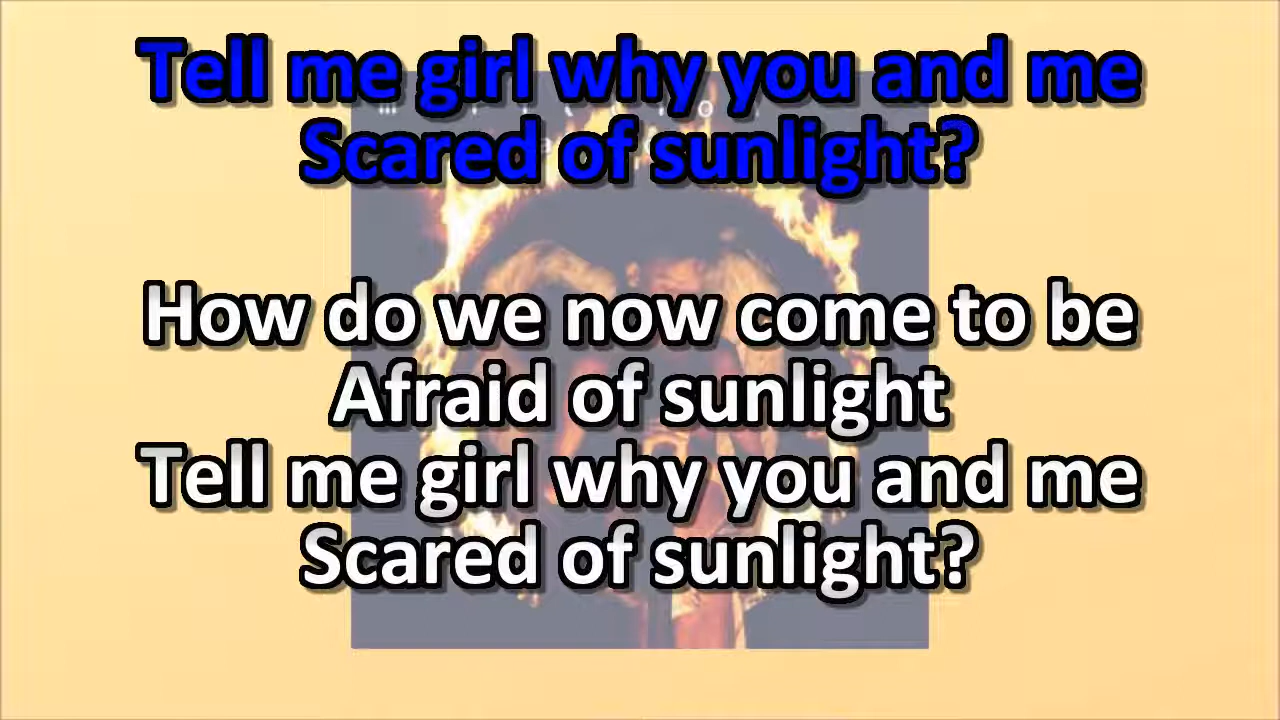 Tell me girl why you and me
Scared of sunlight?
How do we now come to be
Afraid of sunlight
Tell me girl why you and me
Scared of sunlight?